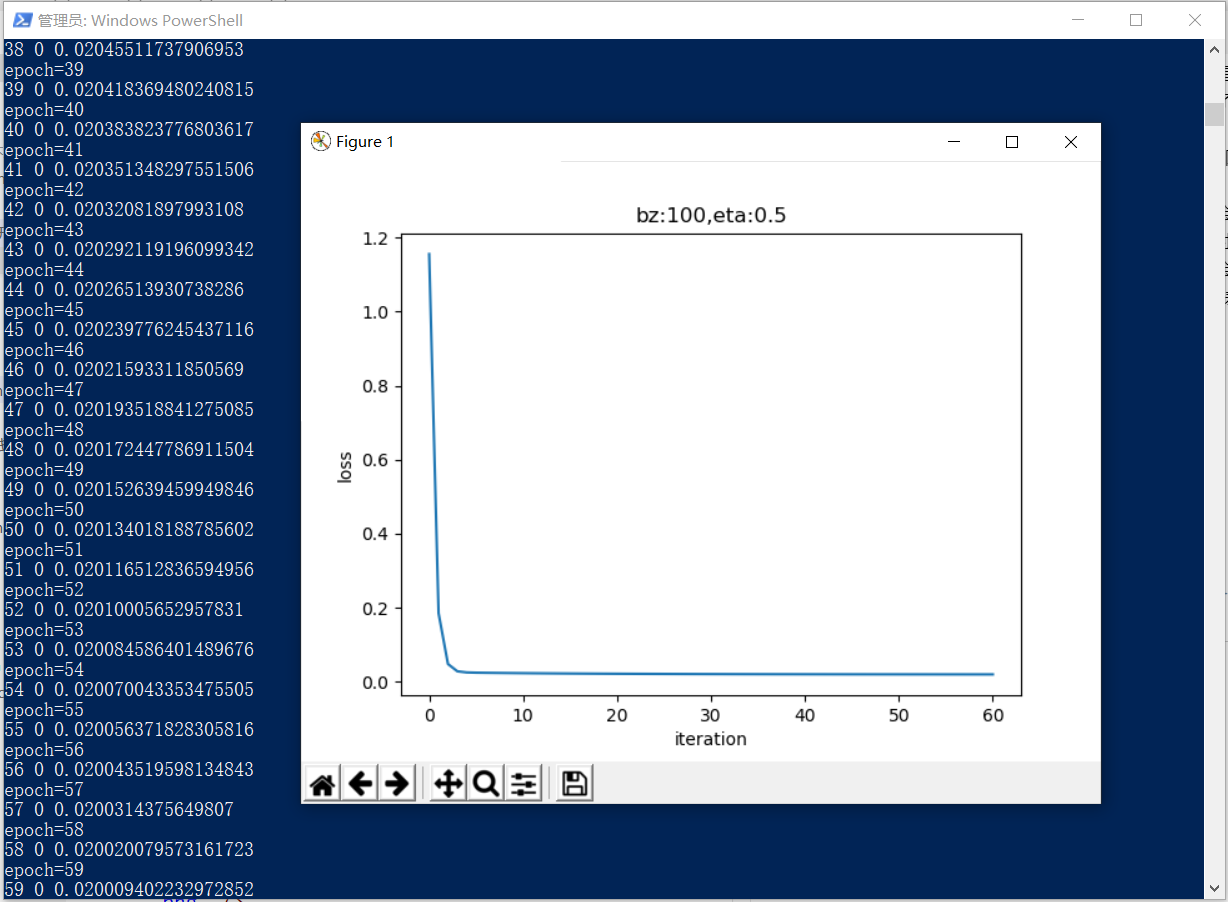 管理员: Windows PowerShell
38 0 0.02045511737906953
epoch=39
39 0 0.020418369480240815
epoch=40
40 0 0.020383823776803617
epoch=41
41 0 0.020351348297551506
epoch=42
42 0 0.02032081897993108
epoch=43
43 0 0.020292119196099342
epoch=44
44 0 0.02026513930738286
epoch=45
45 0 0.020239776245437116
epoch=46
46 0 0.02021593311850569
epoch=47
47 0 0.020193518841275085
epoch=48
48 0 0.020172447786911504
epoch=49
49 0 0.020152639459949846
epoch=50
50 0 0.020134018188785602
epoch=51
51 0 0.020116512836594956
epoch=52
52 0 0.02010005652957831
epoch=53
53 0 0.020084586401489676
epoch=54
54 0 0.020070043353475505
epoch=55
55 0 0.020056371828305816
epoch=56
56 0 0.020043519598134843
epoch=57
57 0 0.0200314375649807
epoch=58
58 0 0.020020079573161723
epoch=59
59 0 0.020009402232972852
Figure 1
bz:100,eta:0.5
1.2
1.0
0.8
0.6
0.4
0.2
0.0
loss
0 10 20 30 40 50 60
iteration